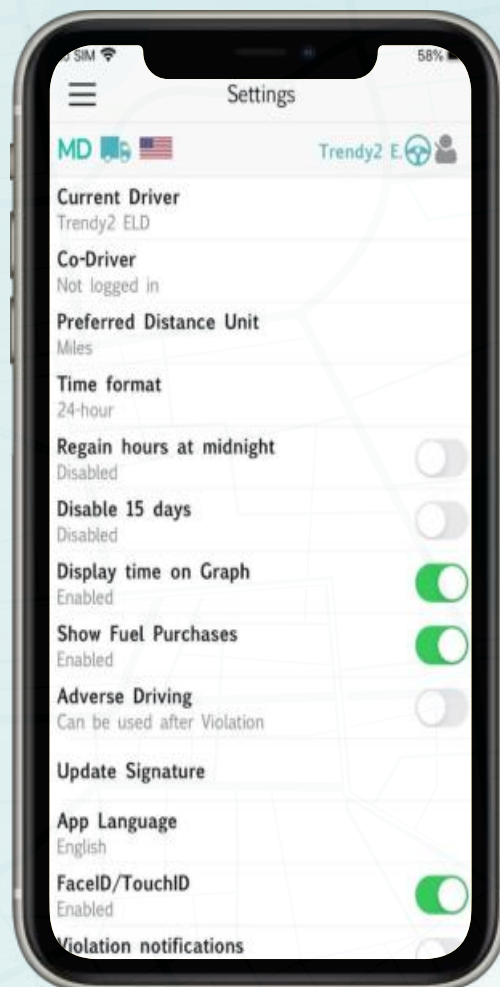 SIM
58%
Settings
MD
Trendy2 E.
Current Driver
Trendy2 ELD
Co-Driver
Not logged in
Preferred Distance Unit
Miles
Time format
24-hour
Regain hours at midnight
Disabled
Disable 15 days
Disabled
Display time on Graph
Enabled
Show Fuel Purchases
Enabled
Adverse Driving
Can be used after Violation
Update Signature
App Language
English
FaceID/TouchID
Enabled
Violation notifications